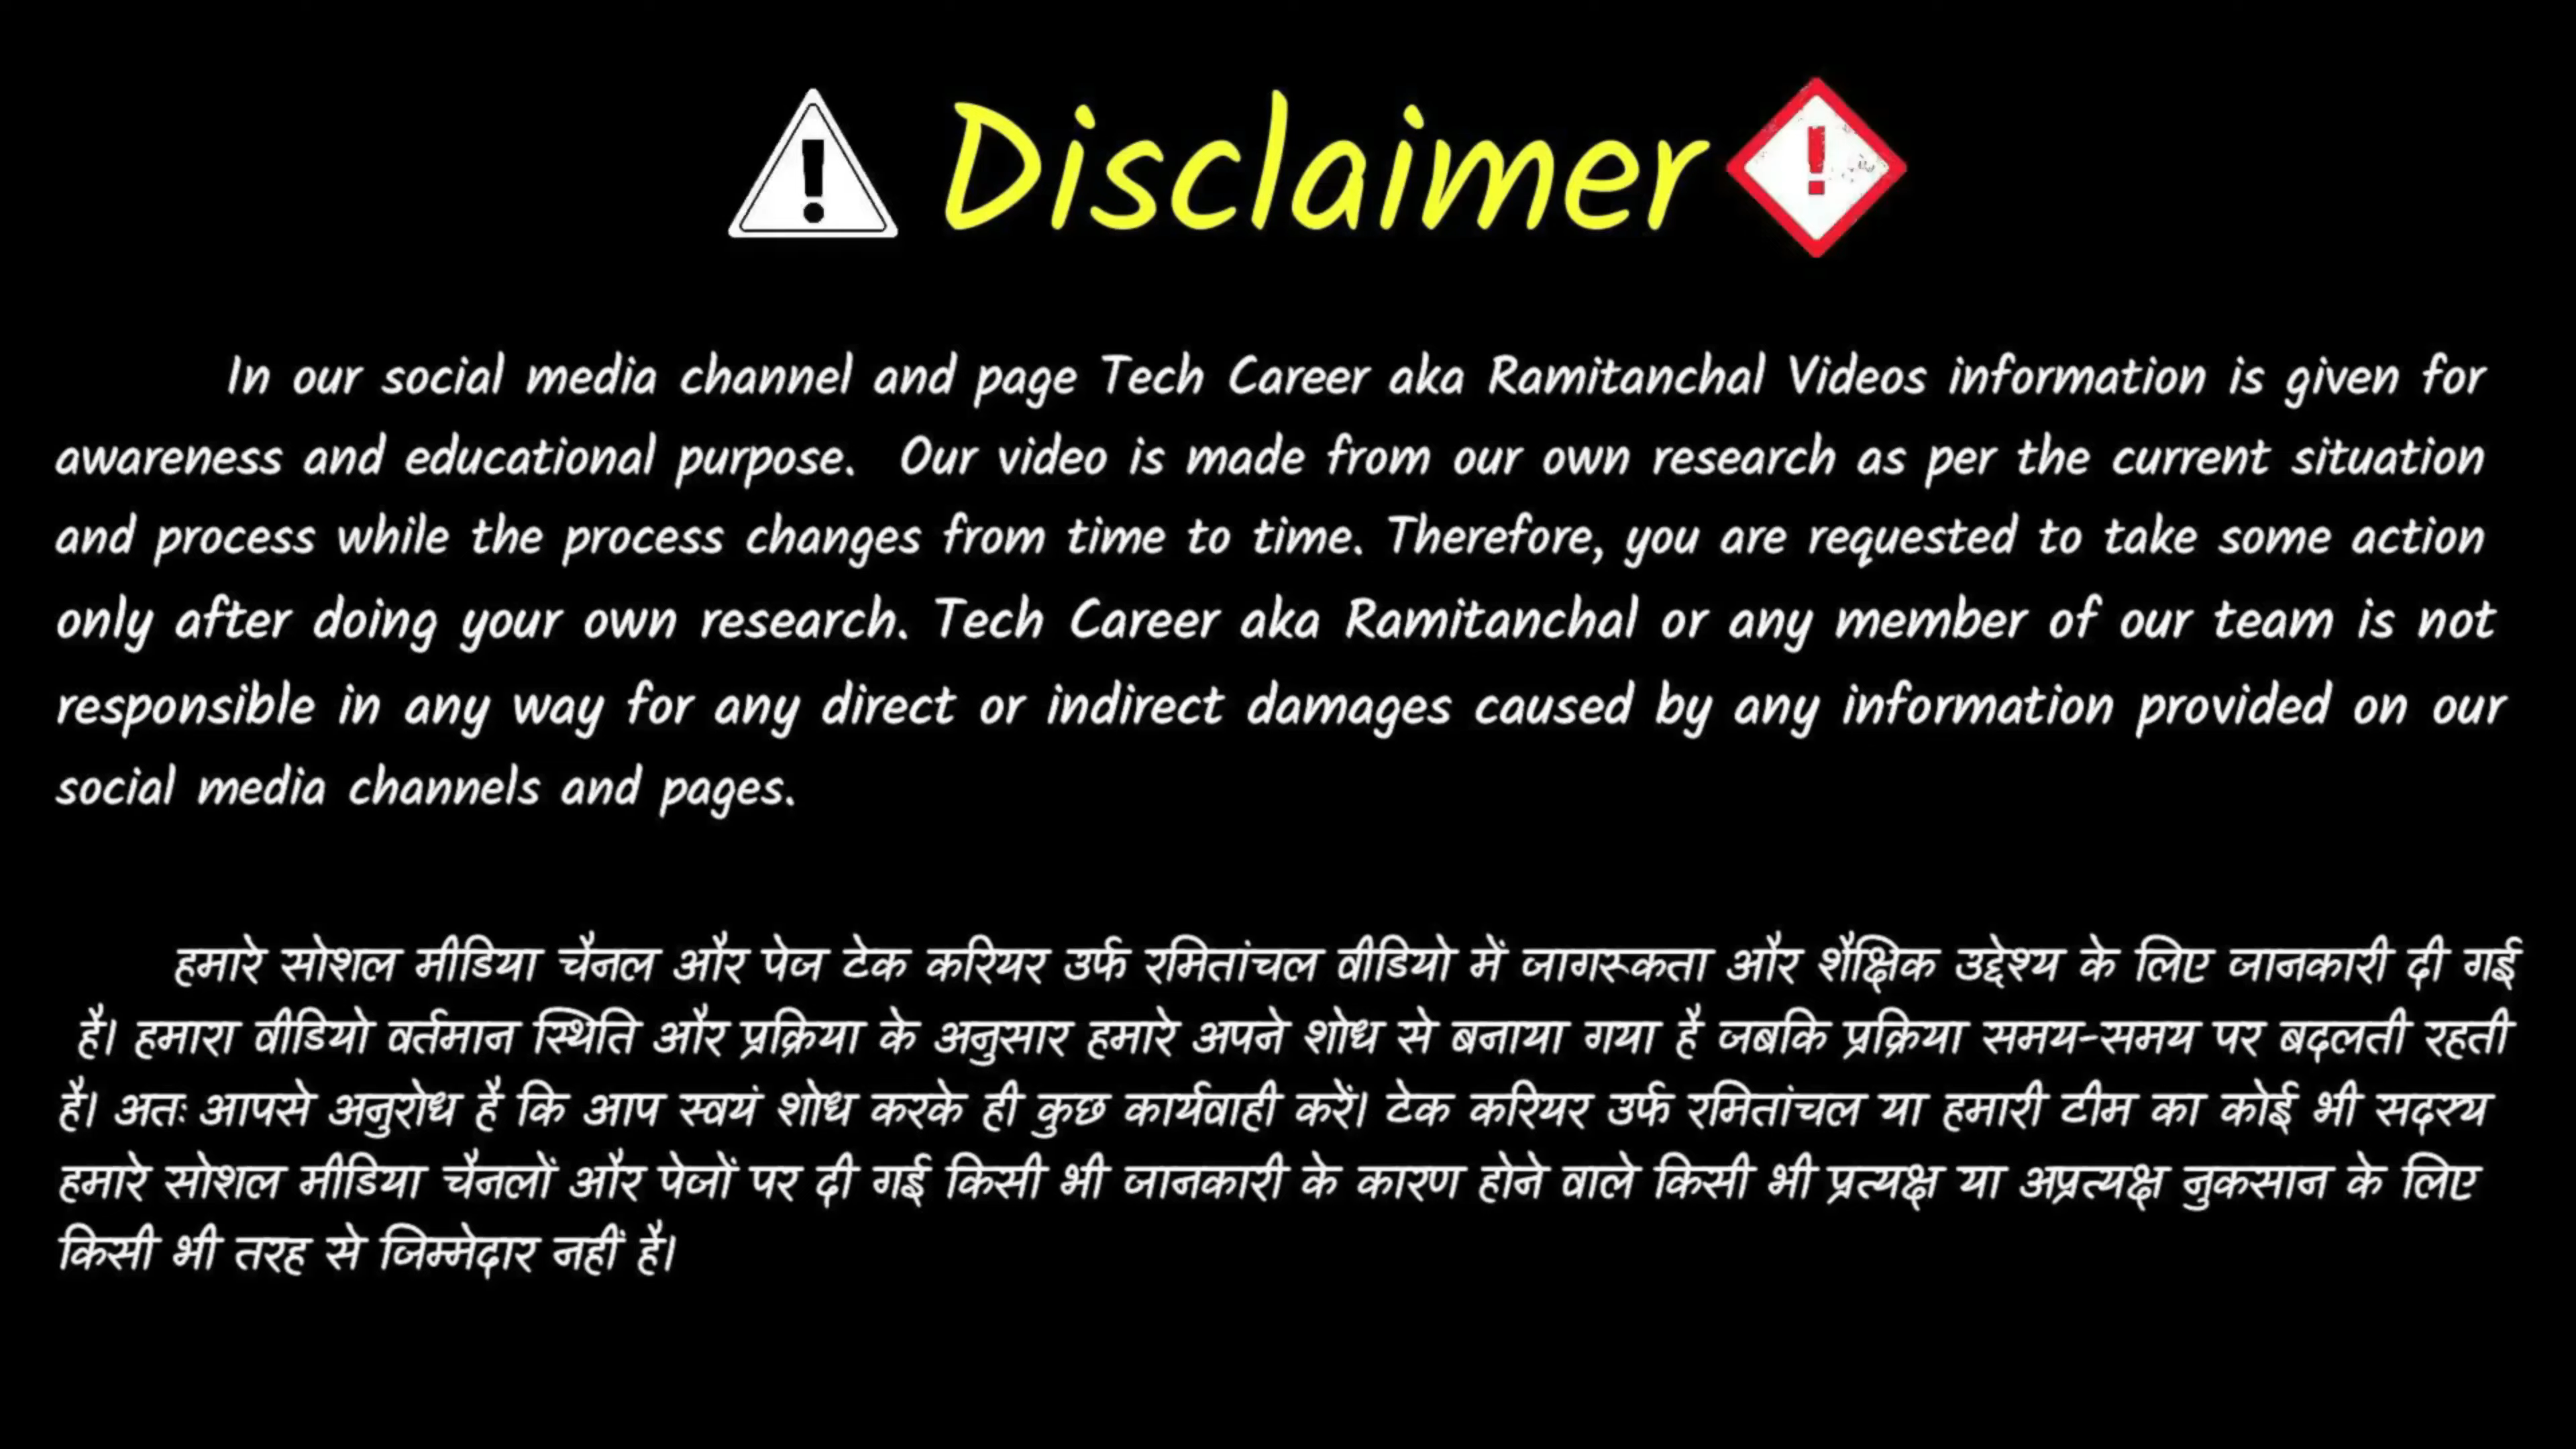 Disclaimer
In our social media channel and page Tech Career aka Ramitanchal Videos information is given for
awareness and educational purpose. Our video is made from our own research as per the current situation
and process while the process changes from time to time. Therefore, you are requested to take some action
only after doing your own research. Tech Career aka Ramitanchal or any member of our team is not
responsible in any way for any direct or indirect damages caused by any information provided on our
social media channels and pages.
हमारे सोशल मीडिया चैनल और पेज टेक करियर उर्फ रमितांचल वीडियो में जागरूकता और शैक्षिक उद्देश्य के लिए जानकारी दी गई
है। हमारा वीडियो वर्तमान स्थिति और प्रक्रिया के अनुसार हमारे अपने शोध से बनाया गया है जबकि प्रक्रिया समय-समय पर बदलती रहती
है। अतः आपसे अनुरोध है कि आप स्वयं शोध करके ही कुछ कार्यवाही करें। टेक करियर उर्फ रमितांचल या हमारी टीम का कोई भी सदस्य
हमारे सोशल मीडिया चैनलों और पेजों पर दी गई किसी भी जानकारी के कारण होने वाले किसी भी प्रत्यक्ष या अप्रत्यक्ष नुकसान के लिए
किसी भी तरह से जिम्मेदार नहीं है।